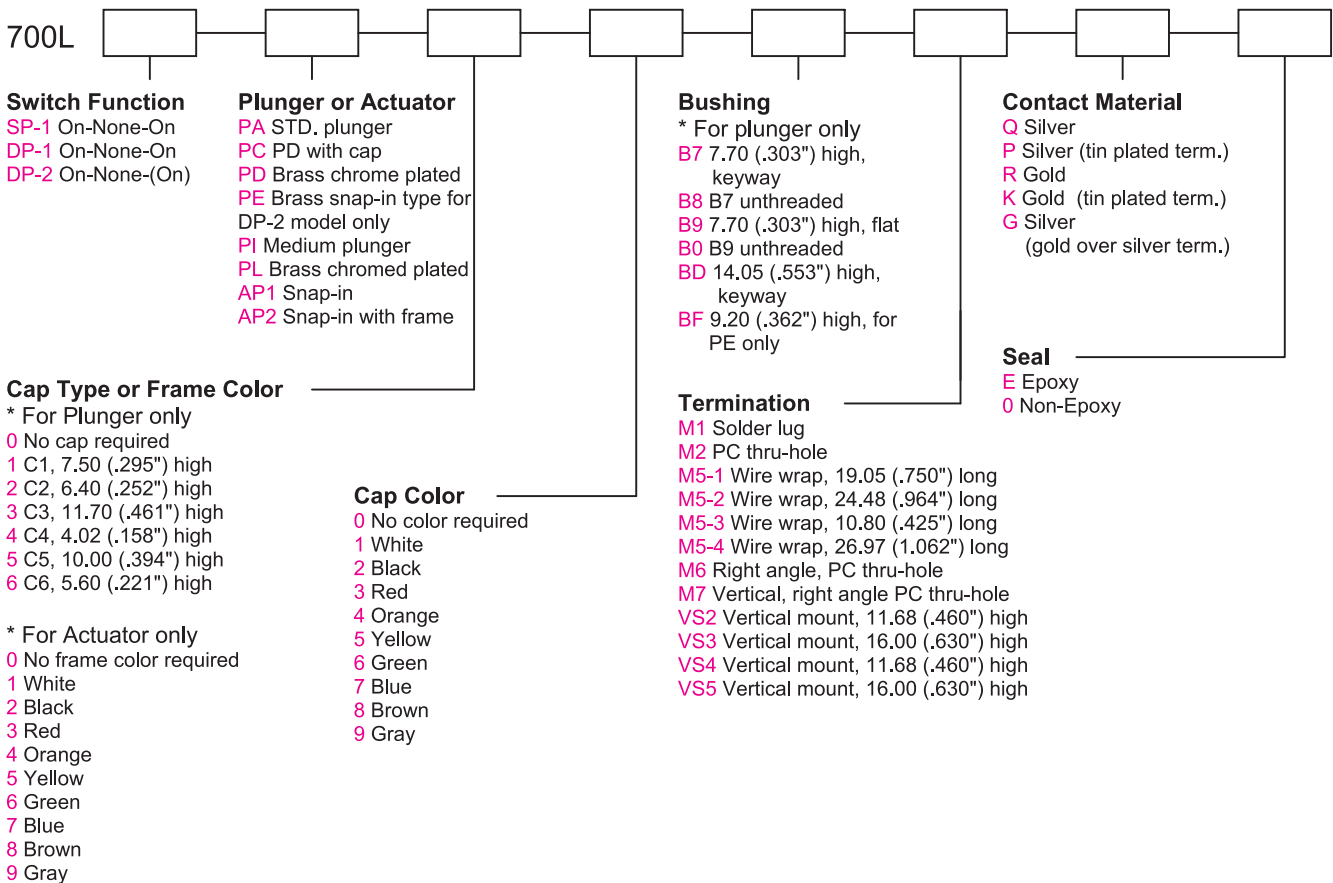 700L
Switch Function
SP-1 On-None-On
DP-1 On-None-On
DP-2 On-None-(On)
Plunger or Actuator
PA STD. plunger
PC PD with cap
PD Brass chrome plated
PE Brass snap-in type for
DP-2 model only
PI Medium plunger
PL Brass chromed plated
AP1 Snap-in
AP2 Snap-in with frame
Cap Type or Frame Color
* For Plunger only
0 No cap required
1 C1, 7.50 (.295") high
2 C2, 6.40 (.252") high
3 C3, 11.70 (.461") high
4 C4, 4.02 (.158") high
5 C5, 10.00 (.394") high
6 C6, 5.60 (.221") high
* For Actuator only
0 No frame color required
1 White
2 Black
3 Red
4 Orange
5 Yellow
6 Green
7 Blue
8 Brown
9 Gray
Cap Color
0 No color required
1 White
2 Black
3 Red
4 Orange
5 Yellow
6 Green
7 Blue
8 Brown
9 Gray
Bushing
* For plunger only
B7 7.70 (.303") high,
keyway
B8 B7 unthreaded
B9 7.70 (.303") high, flat
B0 B9 unthreaded
BD 14.05 (.553") high,
keyway
BF 9.20 (.362") high, for
PE only
Termination
M1 Solder lug
M2 PC thru-hole
M5-1 Wire wrap, 19.05 (.750") long
M5-2 Wire wrap, 24.48 (.964") long
M5-3 Wire wrap, 10.80 (.425") long
M5-4 Wire wrap, 26.97 (1.062") long
M6 Right angle, PC thru-hole
M7 Vertical, right angle PC thru-hole
VS2 Vertical mount, 11.68 (.460") high
VS3 Vertical mount, 16.00 (.630") high
VS4 Vertical mount, 11.68 (.460") high
VS5 Vertical mount, 16.00 (.630") high
Contact Material
Q Silver
P Silver (tin plated term.)
R Gold
K Gold (tin plated term.)
G Silver
(gold over silver term.)
Seal
E Epoxy
0 Non-Epoxy